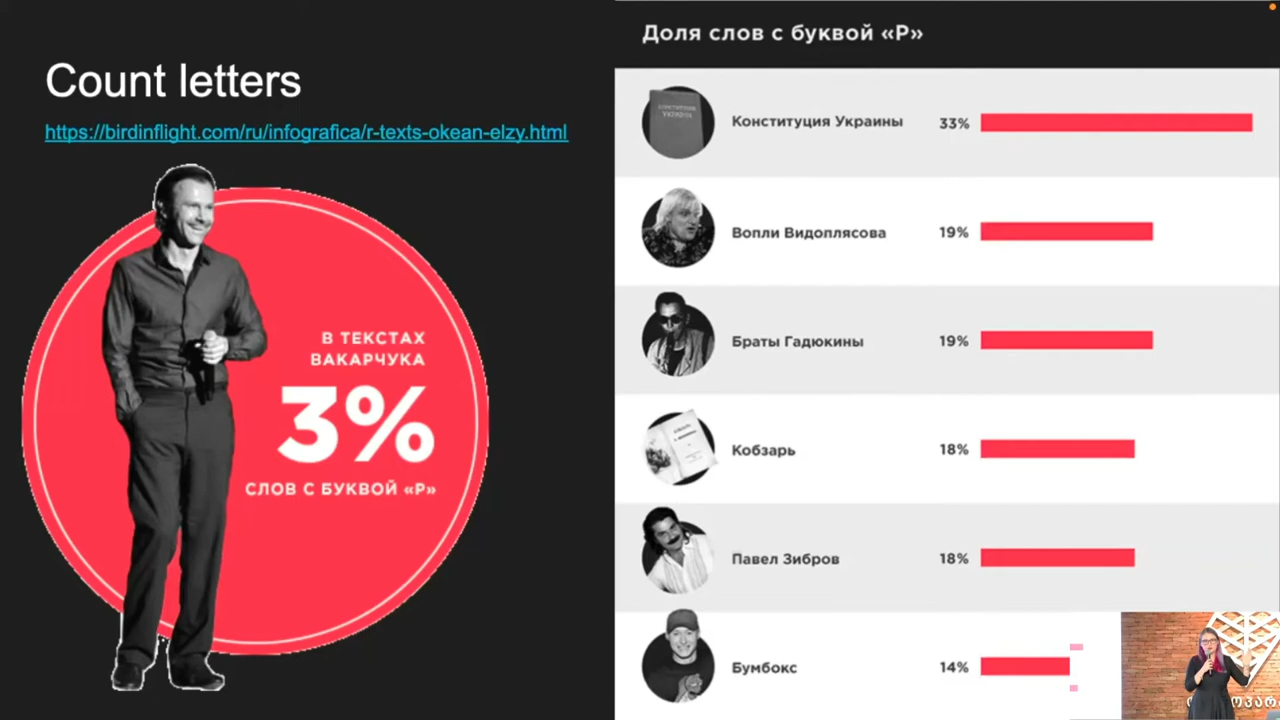 Count letters
https://birdinflight.com/ru/infografica/r-texts-okean-elzy.html
В ТЕКСТАХ
ВАКАРЧУКА
3%
СЛОВ С БУКВОЙ «Р»
Доля слов с буквой «Р»
Конституция Украины 33%
Вопли Видоплясова 19%
Браты Гадюкины 19%
Кобзарь 18%
Павел Зибров 18%
Бумбокс 14%